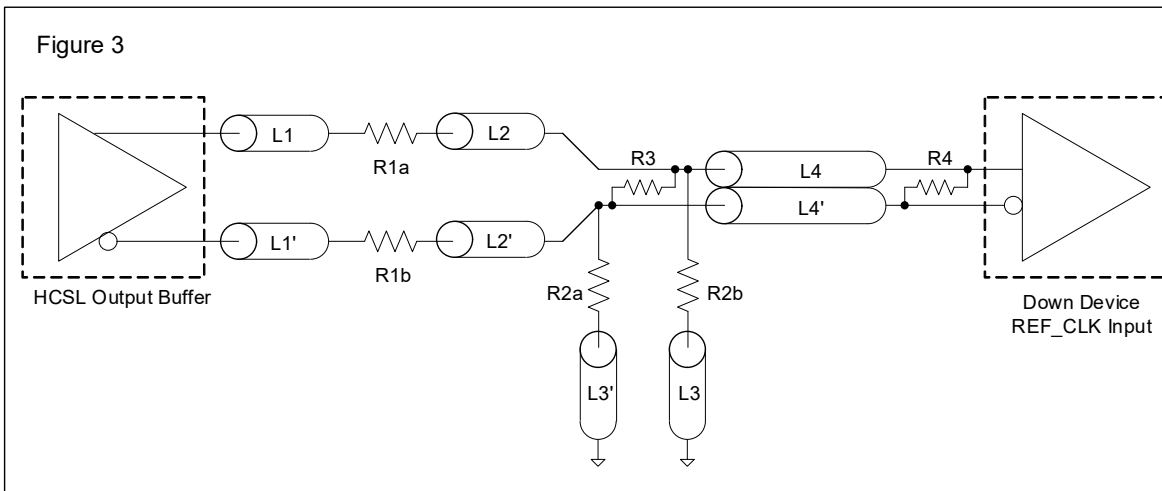 Figure 3
L1
R1a
L2
R3
L4
R4
L4'
L1'
R1b
L2'
HCSL Output Buffer
R2a
R2b
Down Device
REF_CLK Input
L3'
L3